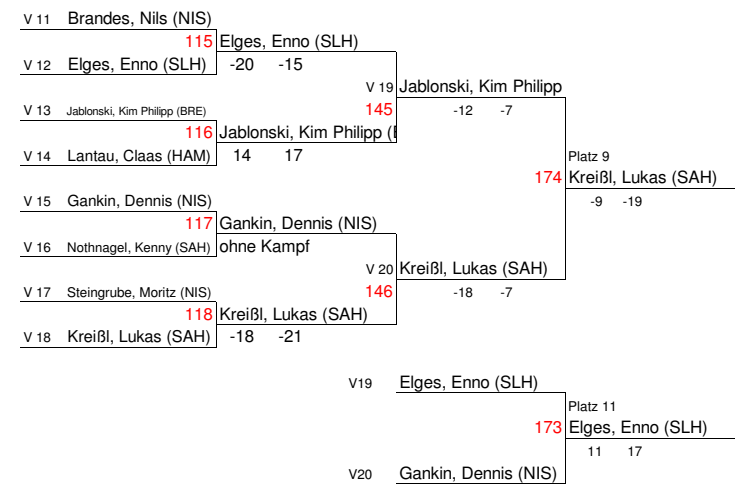 V 11 Brandes, Nils (NIS)
115 Elges, Enno (SLH)
V 12 Elges, Enno (SLH) -20 -15
V 19 Jablonski, Kim Philipp
V 13 Jablonski, Kim Philipp (BRE) 145 -12 -7
116 Jablonski, Kim Philipp (
V 14 Lantau, Claas (HAM) 14 17 Platz 9
174 Kreißl, Lukas (SAH)
V 15 Gankin, Dennis (NIS) -9 -19
117 Gankin, Dennis (NIS)
V 16 Nothnagel, Kenny (SAH) ohne Kampf
V 20 Kreißl, Lukas (SAH)
V 17 Steingrube, Moritz (NIS) 146 -18 -7
118 Kreißl, Lukas (SAH)
V 18 Kreißl, Lukas (SAH) -18 -21
V19 Elges, Enno (SLH)
Platz 11
173 Elges, Enno (SLH)
11 17
V20 Gankin, Dennis (NIS)